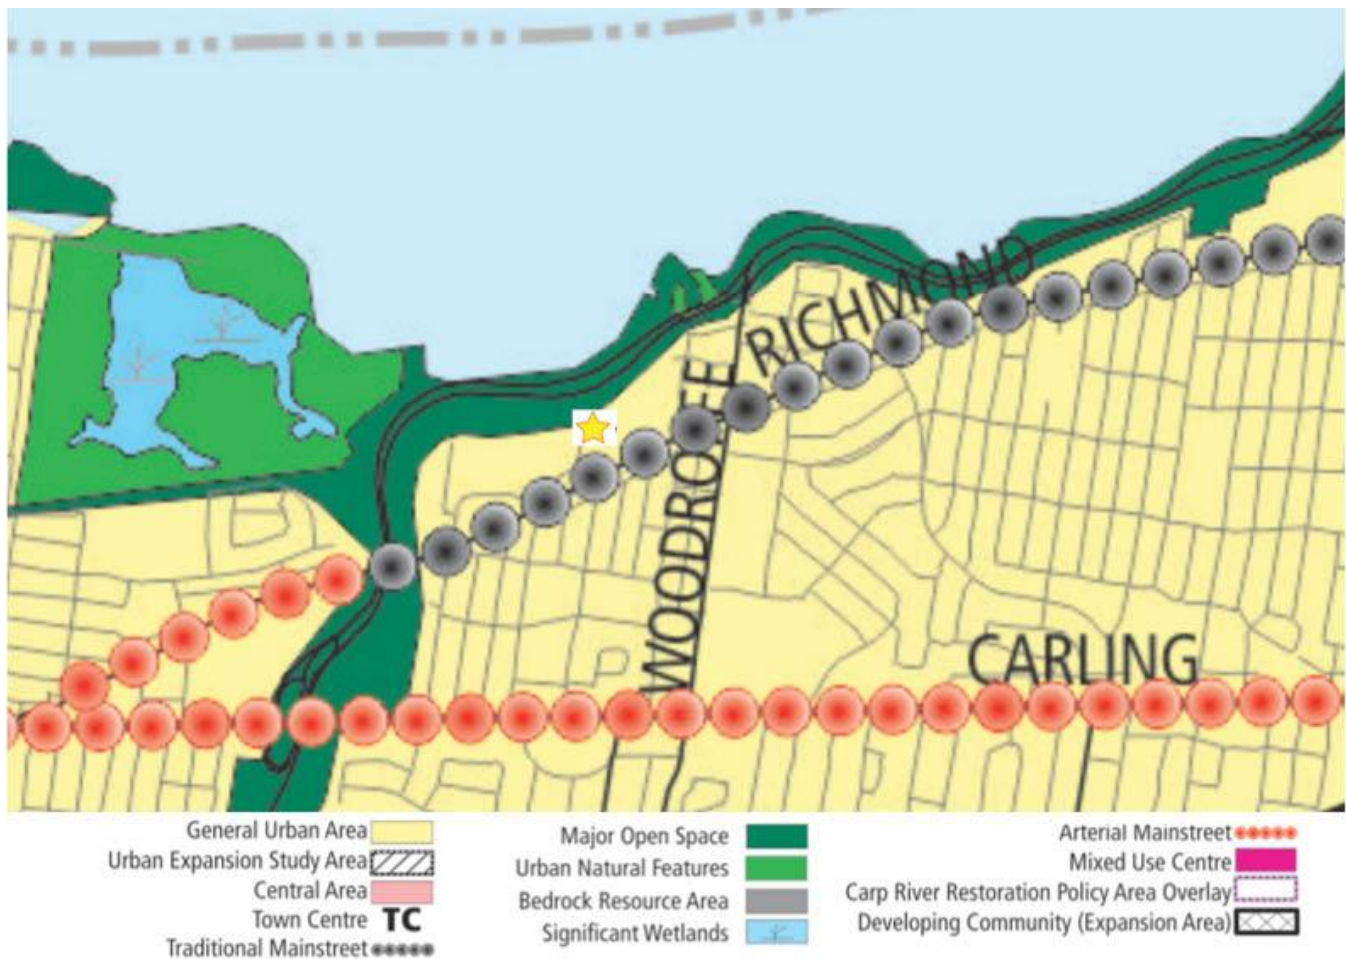 RICHMOND
WOODROFFE
CARLING
General Urban Area
Urban Expansion Study Area
Central Area
Town Centre TC
Traditional Mainstreet
Major Open Space
Urban Natural Features
Bedrock Resource Area
Significant Wetlands
Arterial Mainstreet
Mixed Use Centre
Carp River Restoration Policy Area Overlay
Developing Community (Expansion Area)